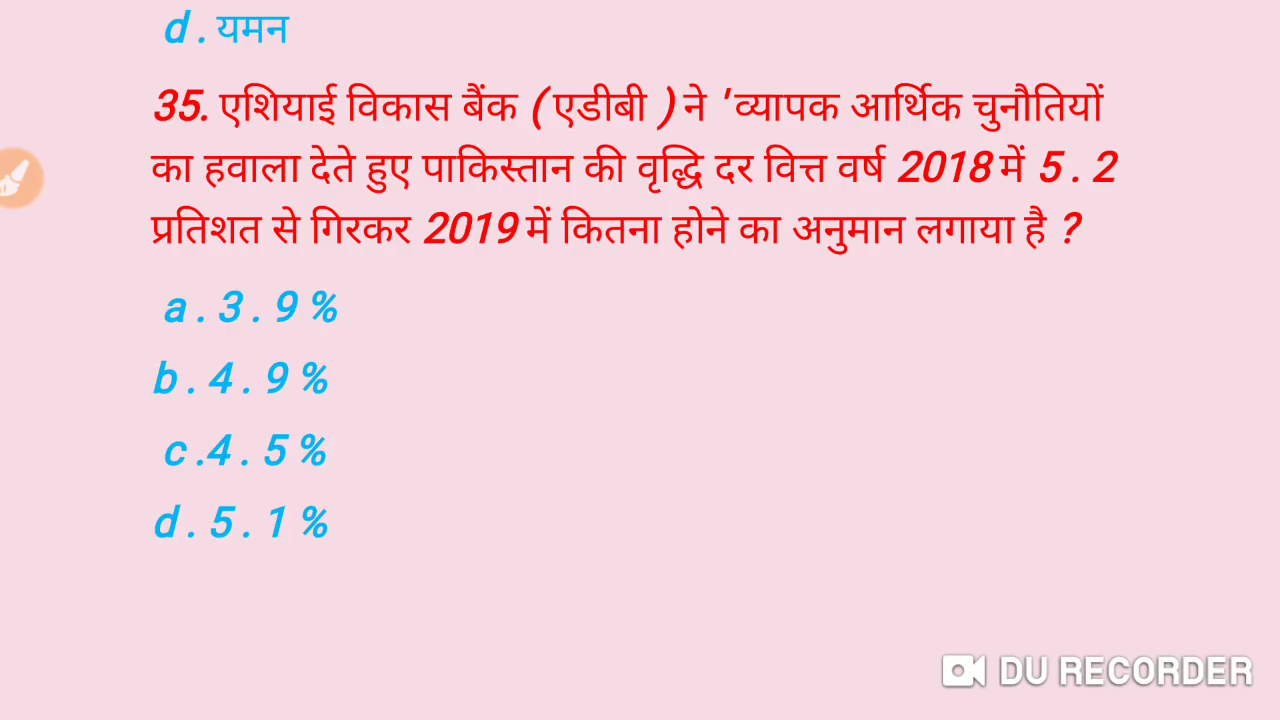 d . यमन
35. एशियाई विकास बैंक ( एडीबी ) ने 'व्यापक आर्थिक चुनौतियों
का हवाला देते हुए पाकिस्तान की वृद्धि दर वित्त वर्ष 2018 में 5 . 2
प्रतिशत से गिरकर 2019 में कितना होने का अनुमान लगाया है ?
a . 3 . 9 %
b . 4 . 9 %
c .4 . 5 %
d . 5 . 1 %
DU RECORDER